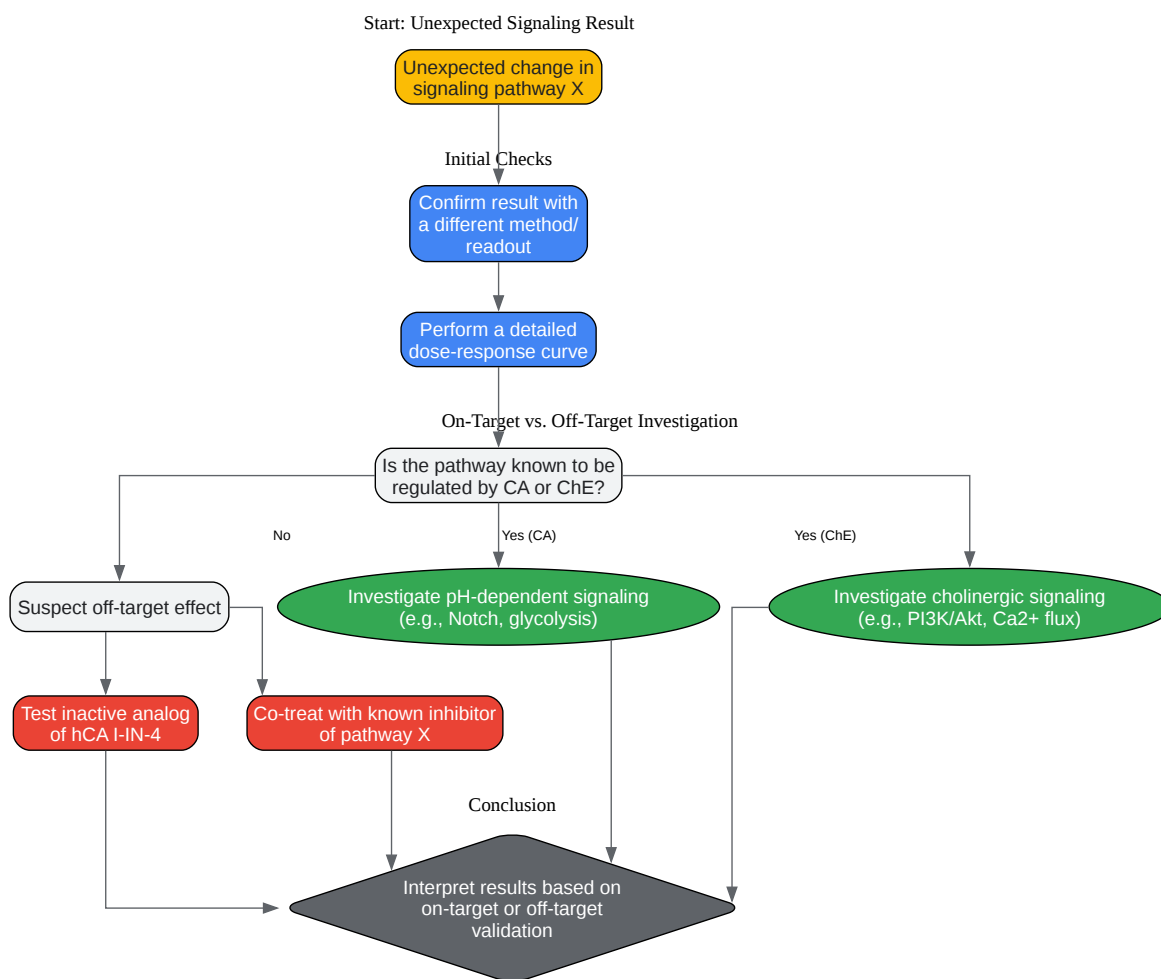 Start: Unexpected Signaling Result
Unexpected change in
signaling pathway X
Initial Checks
Confirm result with
a different method/
readout
Perform a detailed
dose-response curve
On-Target vs. Off-Target Investigation
Is the pathway known to be
regulated by CA or ChE?
No
Yes (CA)
Yes (ChE)
Suspect off-target effect
Investigate pH-dependent signaling
(e.g., Notch, glycolysis)
Investigate cholinergic signaling
(e.g., PI3K/Akt, Ca2+ flux)
Test inactive analog
of hCA I-IN-4
Co-treat with known inhibitor
of pathway X
Conclusion
Interpret results based on
on-target or off-target
validation